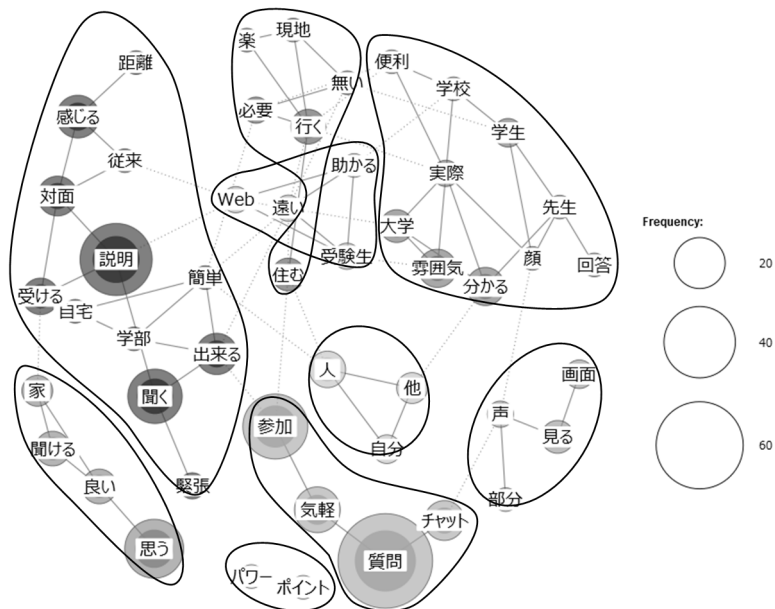 楽
現地
距離
無い
便利
学校
感じる
必要
行く
学生
従来
助かる
実際
対面
Web
遠い
先生
大学
Frequency:
説明
受験生
雰囲気
顔
回答
20
受ける
自宅
簡単
住む
分かる
学部
出来る
40
人
他
画面
家
聞く
声
参加
見る
60
聞ける
自分
良い
緊張
部分
気軽
チャット
思う
質問
パワー
ポイント